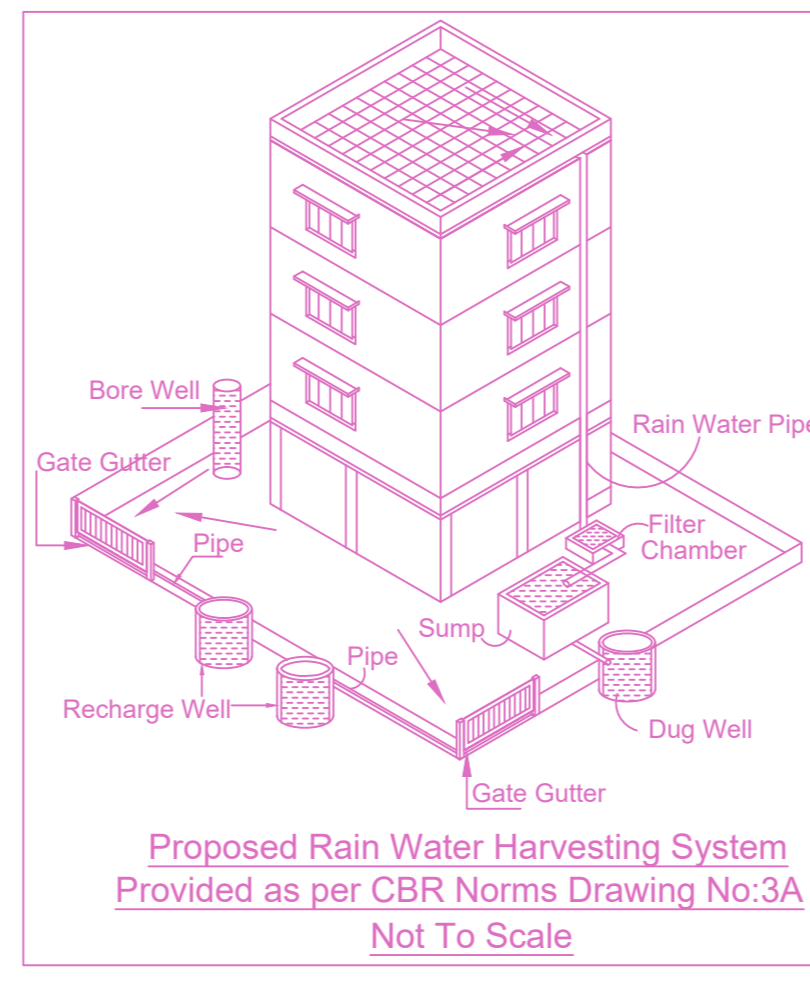 Bore Well
Rain Water Pipe
Gate Gutter
Filter
Chamber
Pipe
Sump
Pipe
Recharge Well
Dug Well
Gate Gutter
Proposed Rain Water Harvesting System
Provided as per CBR Norms Drawing No:3A
Not To Scale